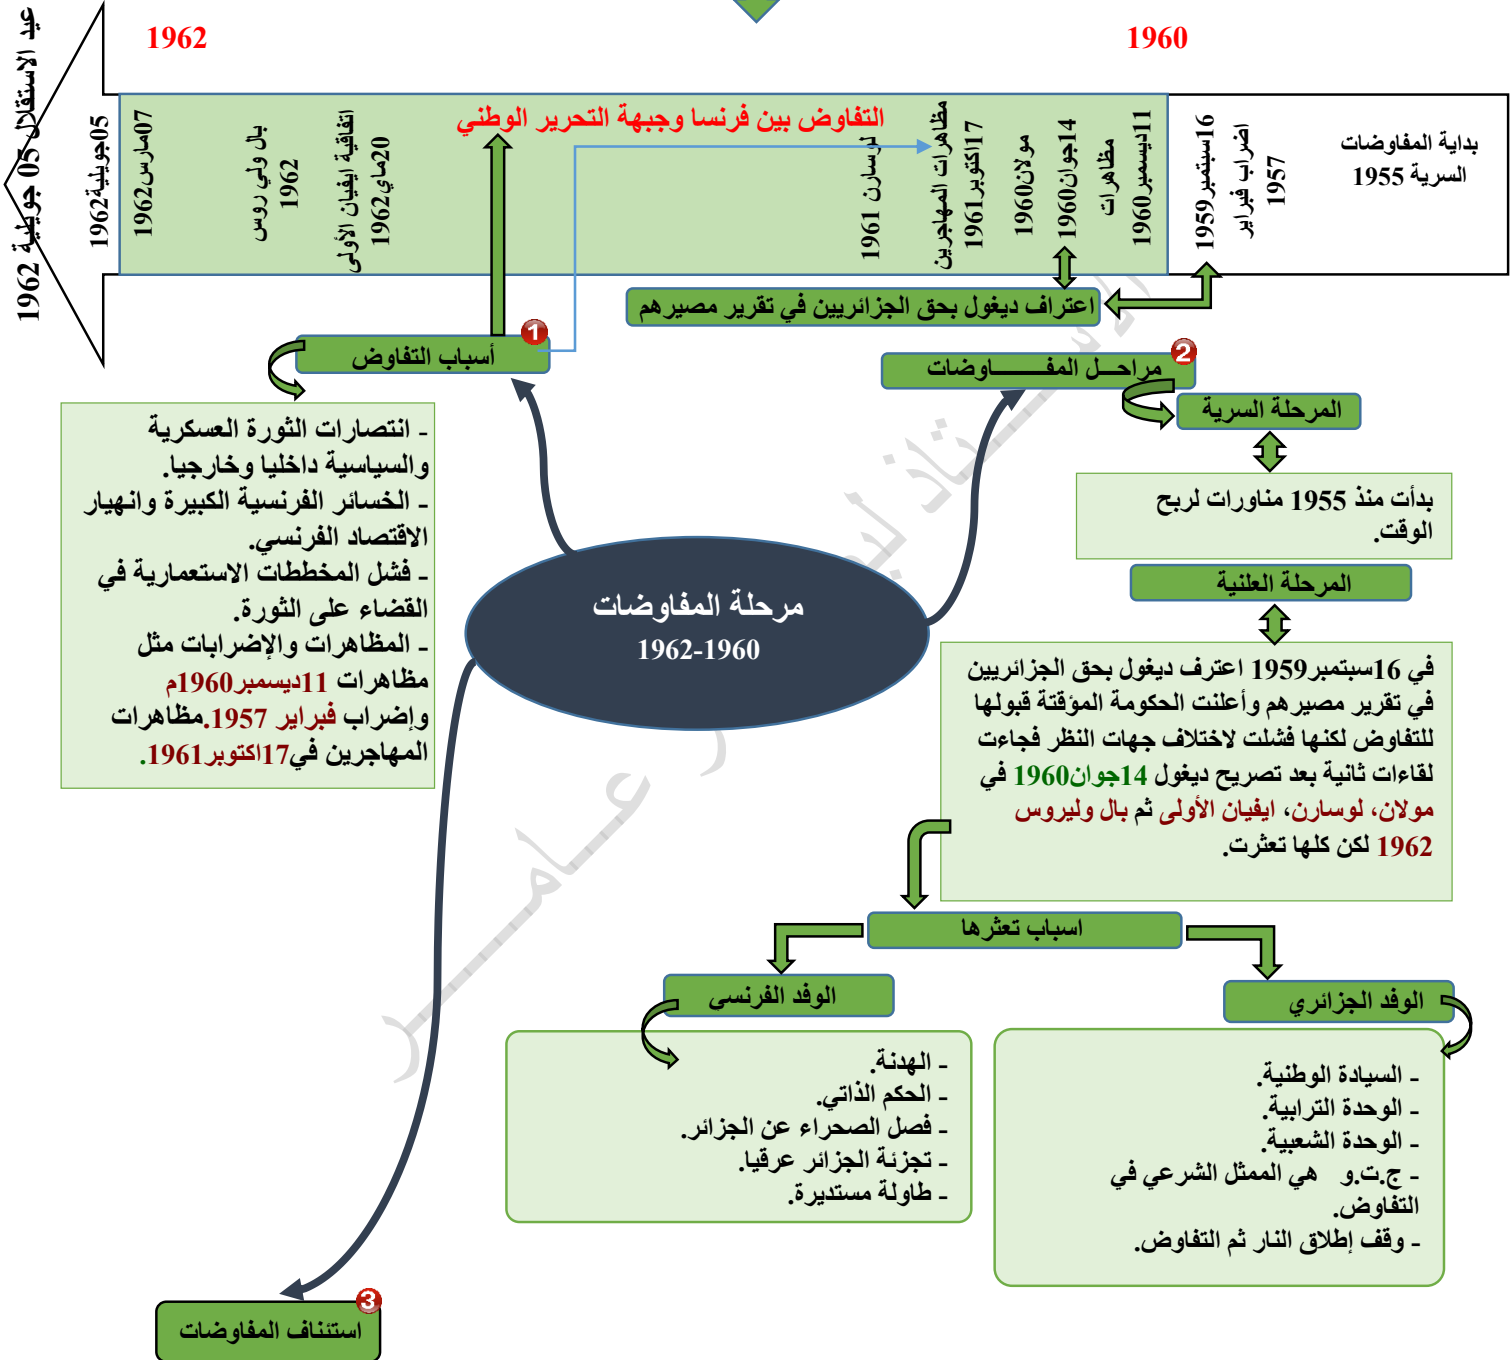 1960
1962
بداية المفاوضات
السرية 1955
اضراب فبراير
1957
16سبتمبر1959
11ديسمبر1960
مظاهرات
14جوان1960
مولان1960
17اكتوبر1961
مظاهرات المهاجرين
لوسارن 1961
التفاوض بين فرنسا وجبهة التحرير الوطني
20ماي1962
اتفاقية ايفيان الأولى
1962
بال ولي روس
07مارس1962
05جويلية1962
عيد الاستقلال 05 جويلية 1962
اعتراف ديغول بحق الجزائريين في تقرير مصيرهم
1
أسباب التفاوض
- انتصارات الثورة العسكرية
والسياسية داخليا وخارجيا.
- الخسائر الفرنسية الكبيرة وانهيار
الاقتصاد الفرنسي.
- فشل المخططات الاستعمارية في
القضاء على الثورة.
- المظاهرات والإضرابات مثل
مظاهرات 11ديسمبر1960م
وإضراب فبراير 1957.مظاهرات
المهاجرين في17اكتوبر1961.
مرحلة المفاوضات
1960-1962
2
مراحـــل المفــــــــاوضات
المرحلة السرية
بدأت منذ 1955 مناورات لربح
الوقت.
المرحلة العلنية
في 16سبتمبر1959 اعترف ديغول بحق الجزائريين
في تقرير مصيرهم وأعلنت الحكومة المؤقتة قبولها
للتفاوض لكنها فشلت لاختلاف جهات النظر فجاءت
لقاءات ثانية بعد تصريح ديغول 14جوان1960 في
مولان، لوسارن، ايفيان الأولى ثم بال وليروس
1962 لكن كلها تعثرت.
اسباب تعثرها
الوفد الجزائري
- السيادة الوطنية.
- الوحدة الترابية.
- الوحدة الشعبية.
- ج.ت.و هي الممثل الشرعي في
التفاوض.
- وقف إطلاق النار ثم التفاوض.
الوفد الفرنسي
- الهدنة.
- الحكم الذاتي.
- فصل الصحراء عن الجزائر.
- تجزئة الجزائر عرقيا.
- طاولة مستديرة.
3
استئناف المفاوضات